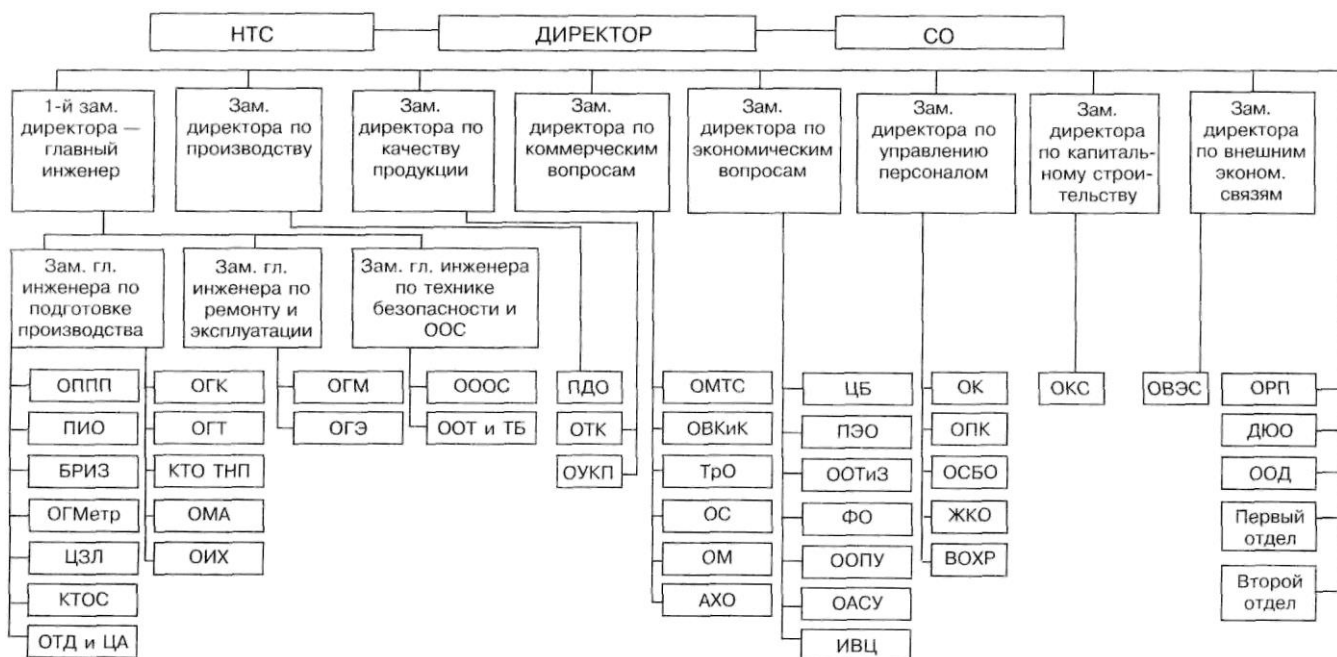 НТС
ДИРЕКТОР
СО
1-й зам.
директора —
главный
инженер
Зам.
директора по
производству
Зам.
директора по
качеству
продукции
Зам.
директора по
коммерческим
вопросам
Зам.
директора по
экономическим
вопросам
Зам.
директора по
управлению
персоналом
Зам.
директора
по капиталь-
ному строи-
тельству
Зам.
директора
по внешним
эконом.
связям
Зам. гл.
инженера по
подготовке
производства
Зам. гл.
инженера по
ремонту и
эксплуатации
Зам. гл. инженера
по технике
безопасности и
ООС
ОППП
ПИО
БРИЗ
ОГМетр
ЦЗЛ
КТОС
ОТД и ЦА
ОГК
ОГТ
КТО ТНП
ОМА
ОИХ
ОГМ
ОГЭ
ОООС
ООТ и ТБ
ПДО
ОТК
ОУКП
ОМТС
ОВКиК
ТрО
ОС
ОМ
АХО
ЦБ
ПЭО
ООТиЗ
ФО
ООПУ
ОАСУ
ИВЦ
ОК
ОПК
ОСБО
ЖКО
ВОХР
ОКС
ОВЭС
ОРП
ДЮО
ООД
Первый
отдел
Второй
отдел